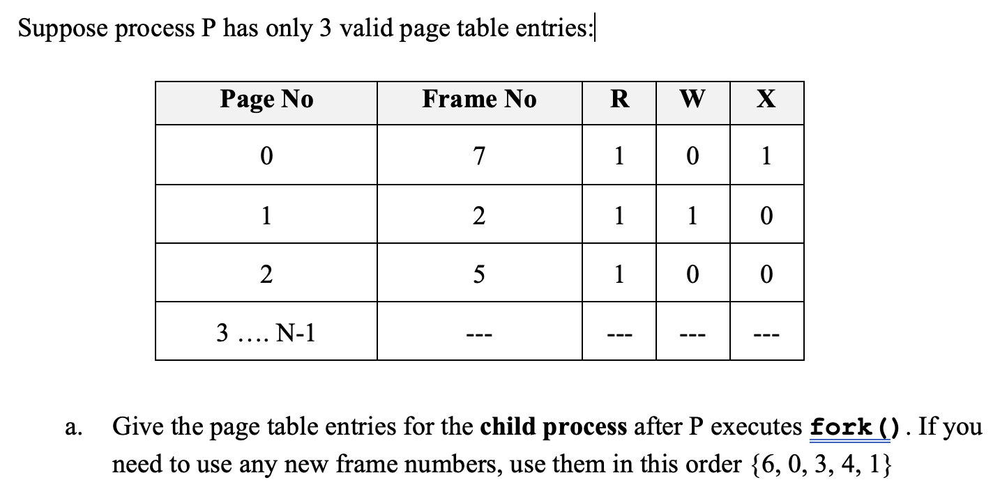 Suppose process P has only 3 valid page table entries:
Page No Frame No R W X
0 7 1 0 1
1 2 1 1 0
2 5 1 0 0
3 …. N-1 --- --- --- ---
a. Give the page table entries for the child process after P executes fork(). If you
need to use any new frame numbers, use them in this order {6, 0, 3, 4, 1}